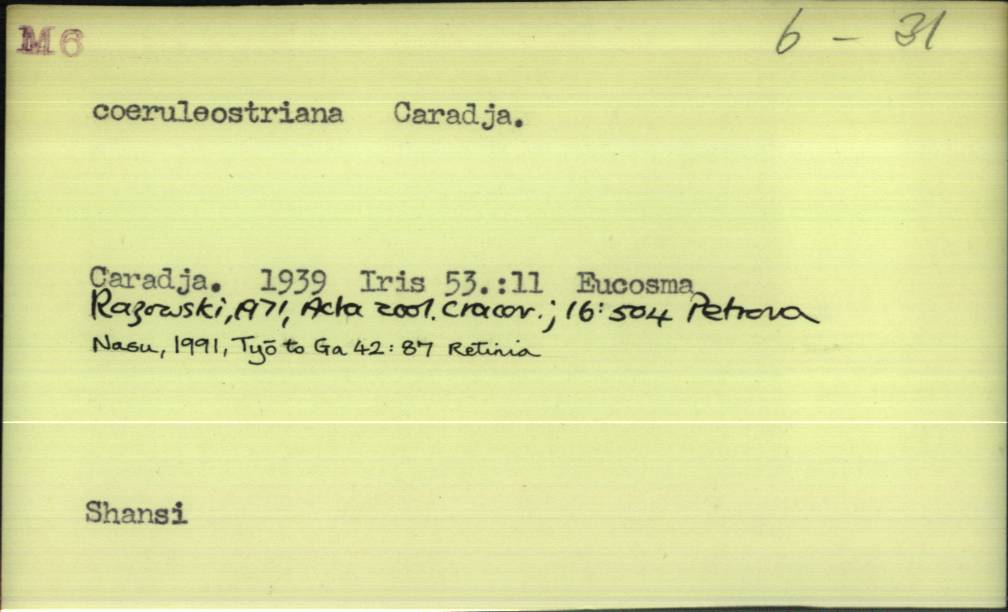 M6
6 - 31
coeruleostriana Caradja.
Caradja. 1939 Iris 53.:11 Eucosma
Razowski, 1971, Acta zool. Cracov.; 16: 504 Petrova
Nasu, 1991, Tyō to Ga 42: 87 Retinia
Shansi